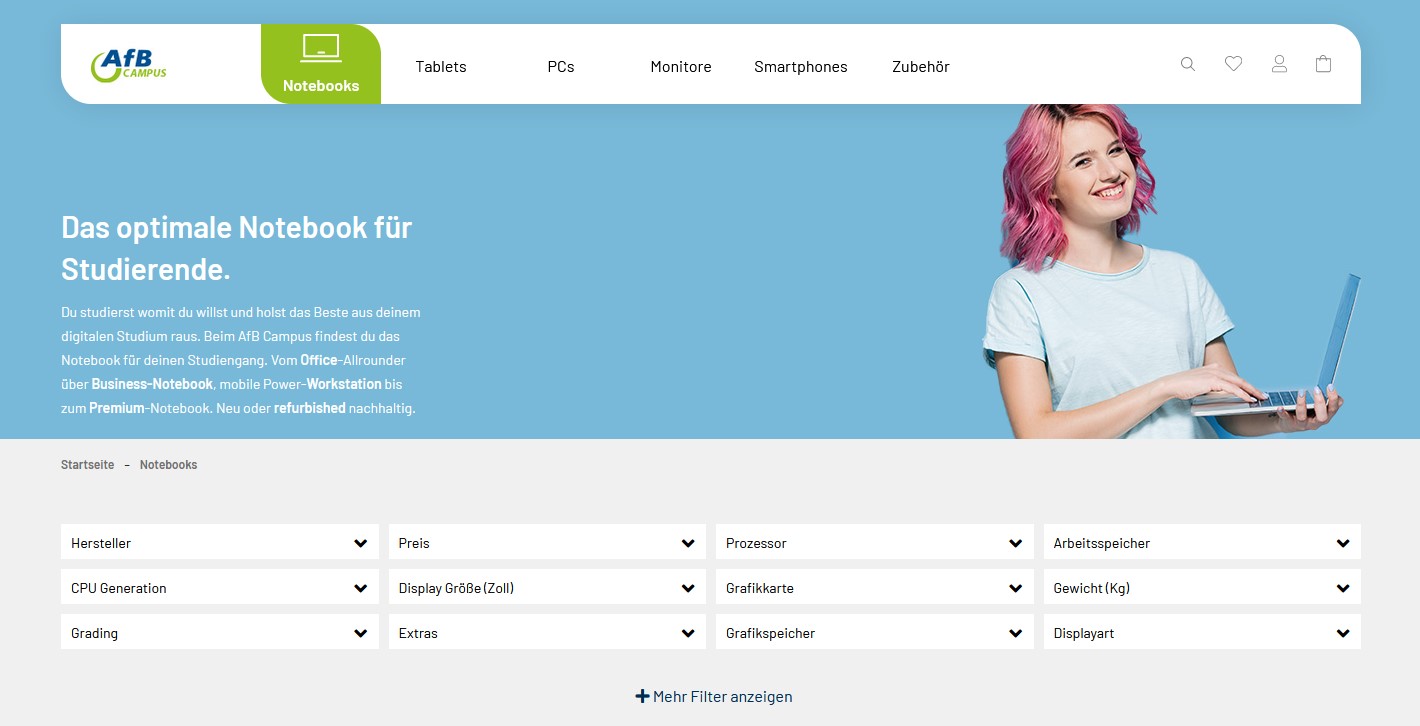 AfB
CAMPUS
Notebooks
Tablets
PCs
Monitore
Smartphones
Zubehör
Das optimale Notebook für
Studierende.
Du studierst womit du willst und holst das Beste aus deinem
digitalen Studium raus. Beim AfB Campus findest du das
Notebook für deinen Studiengang. Vom Office-Allrounder
über Business-Notebook, mobile Power-Workstation bis
zum Premium-Notebook. Neu oder refurbished nachhaltig.
Startseite - Notebooks
Hersteller
Preis
Prozessor
Arbeitsspeicher
CPU Generation
Display Größe (Zoll)
Grafikkarte
Gewicht (Kg)
Grading
Extras
Grafikspeicher
Displayart
Mehr Filter anzeigen